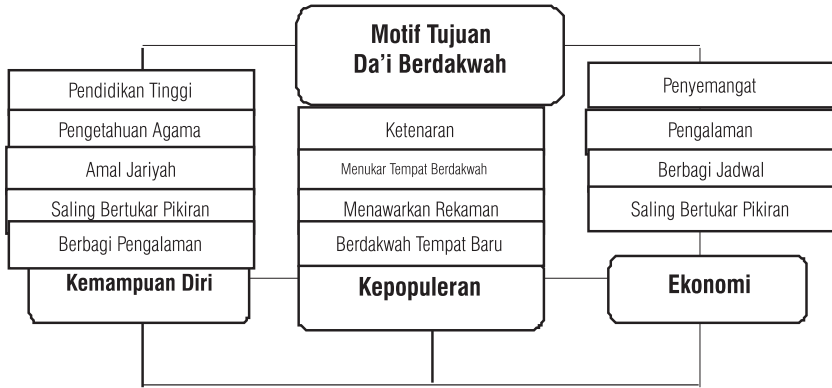 Motif Tujuan
Da'i Berdakwah
Pendidikan Tinggi
Pengetahuan Agama
Amal Jariyah
Saling Bertukar Pikiran
Berbagi Pengalaman
Kemampuan Diri
Ketenaran
Menukar Tempat Berdakwah
Menawarkan Rekaman
Berdakwah Tempat Baru
Kepopuleran
Penyemangat
Pengalaman
Berbagi Jadwal
Saling Bertukar Pikiran
Ekonomi